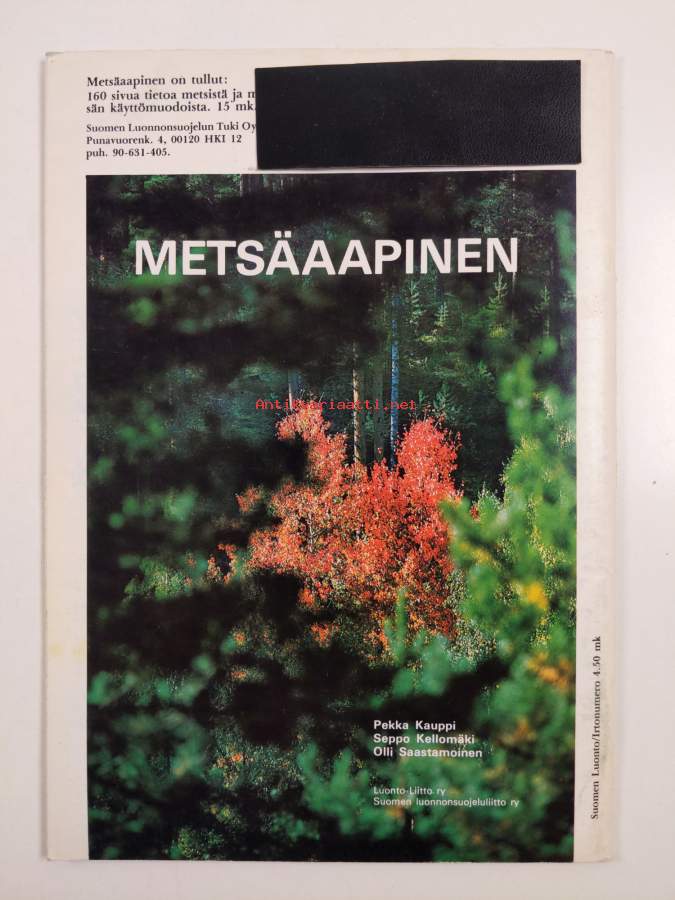 Metsäaapinen on tullut:
160 sivua tietoa metsistä ja
sän käyttömuodoista. 15 mk.
Suomen Luonnonsuojelun Tuki Oy
Punavuorenk. 4, 00120 HKI 12
puh. 90-631-405.
METSÄAAPINEN
Antikvariaatti.net
Pekka Kauppi
Seppo Kellomäki
Olli Saastamoinen
Luonto-Liitto ry
Suomen luonnonsuojeluliitto ry
Suomen Luonto/Irtonumero 4.50 mk